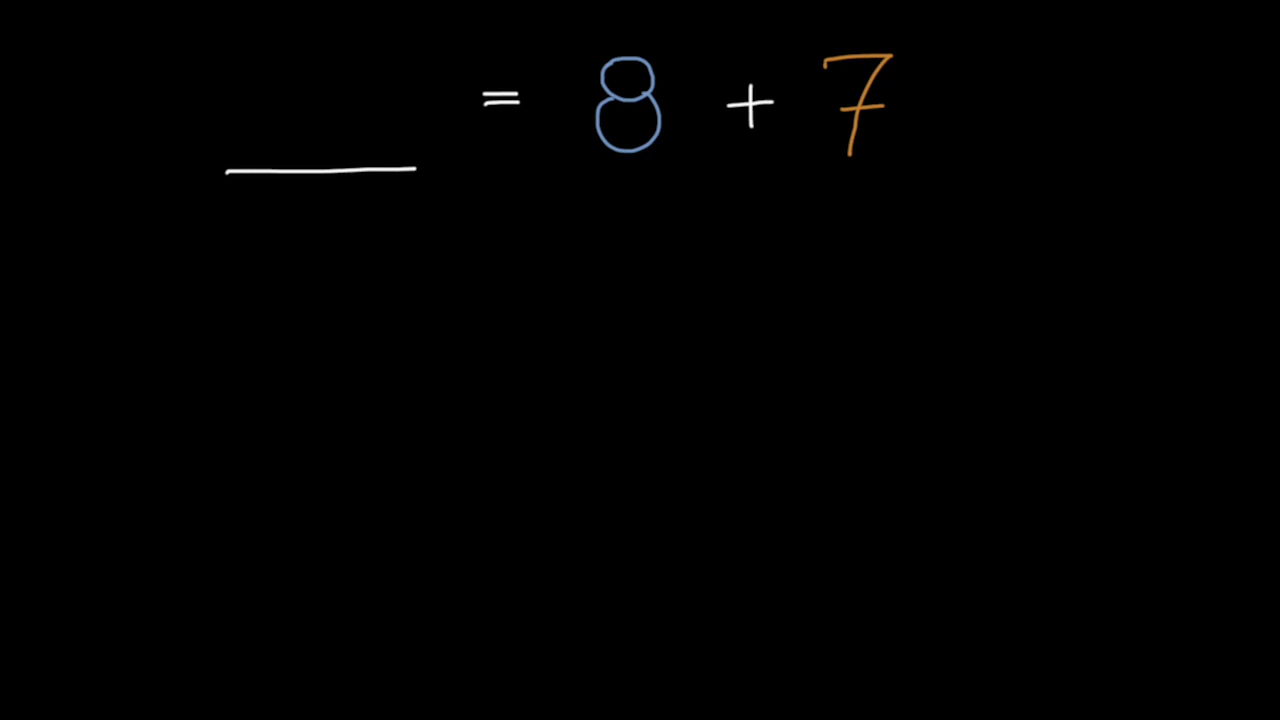 ___ = 8 + 7